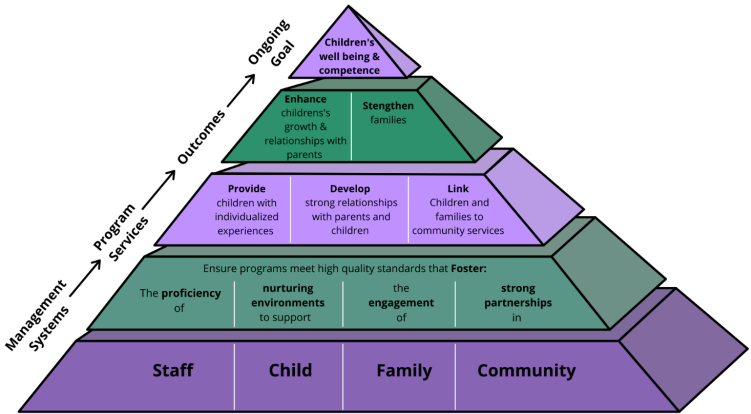 Ongoing
Goal
Outcomes
Program
Services
Management
Systems
Children's
well being &
competence
Enhance
childrens's
growth &
relationships with
parents
Stengthen
families
Provide
children with
individualized
experiences
Develop
strong relationships
with parents and
children
Link
Children and
families to
community services
Ensure programs meet high quality standards that Foster:
The proficiency
of
nurturing
environments
to support
the
engagement
of
strong
partnerships
in
Staff
Child
Family
Community